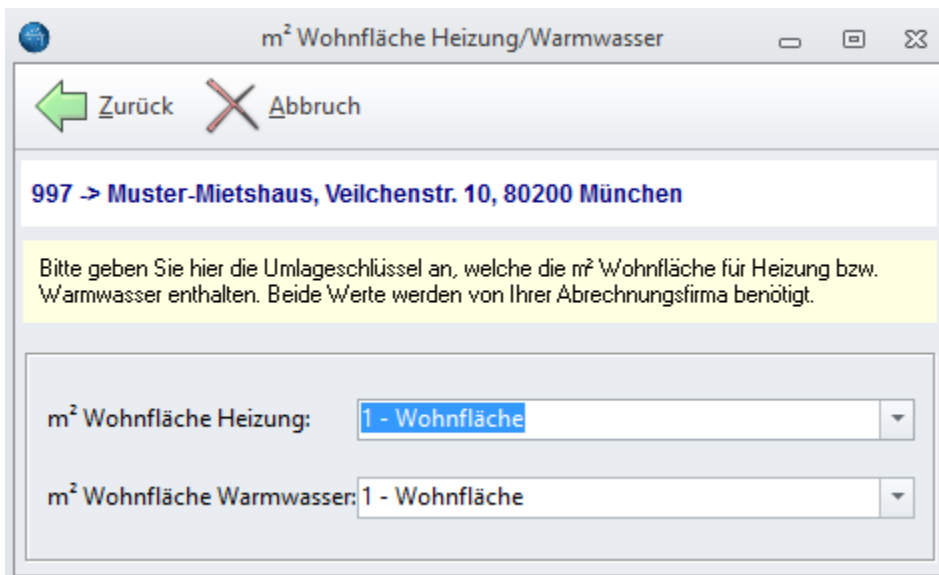 m² Wohnfläche Heizung/Warmwasser
Zurück Abbruch
997 -> Muster-Mietshaus, Veilchenstr. 10, 80200 München
Bitte geben Sie hier die Umlageschlüssel an, welche die m² Wohnfläche für Heizung bzw.
Warmwasser enthalten. Beide Werte werden von Ihrer Abrechnungsfirma benötigt.
m² Wohnfläche Heizung: 1 - Wohnfläche
m² Wohnfläche Warmwasser: 1 - Wohnfläche